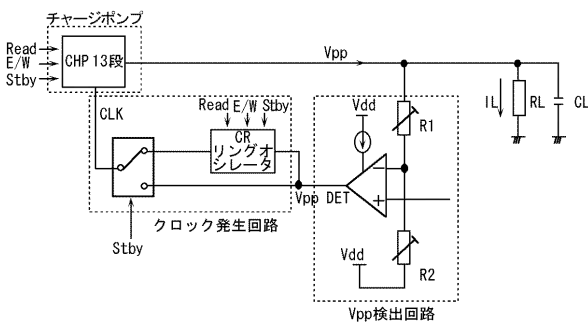 チャージポンプ
Read
E/W
Stby
CHP 13段
Vpp
CLK
Read E/W Stby
CR
リングオ
シレータ
Vdd
R1
IL
RL
CL
Vpp DET
−
+
クロック発生回路
Stby
Vdd
R2
Vpp検出回路